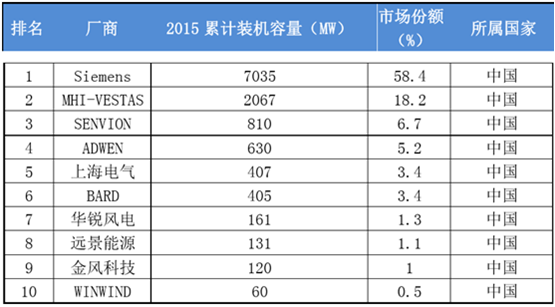 排名 厂商 2015 累计装机容量（MW） 市场份额（%） 所属国家
1 Siemens 7035 58.4 中国
2 MHI-VESTAS 2067 18.2 中国
3 SENVION 810 6.7 中国
4 ADWEN 630 5.2 中国
5 上海电气 407 3.4 中国
6 BARD 405 3.4 中国
7 华锐风电 161 1.3 中国
8 远景能源 131 1.1 中国
9 金风科技 120 1 中国
10 WINWIND 60 0.5 中国